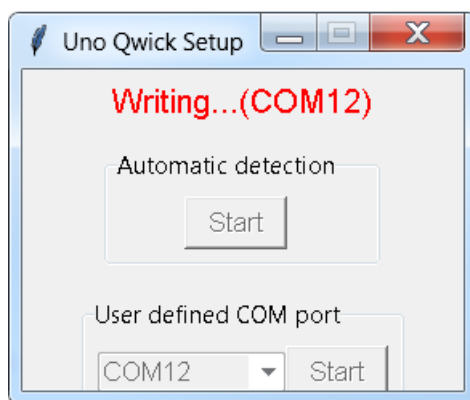 Uno Qwick Setup
Writing...(COM12)
Automatic detection
Start
User defined COM port
COM12 Start